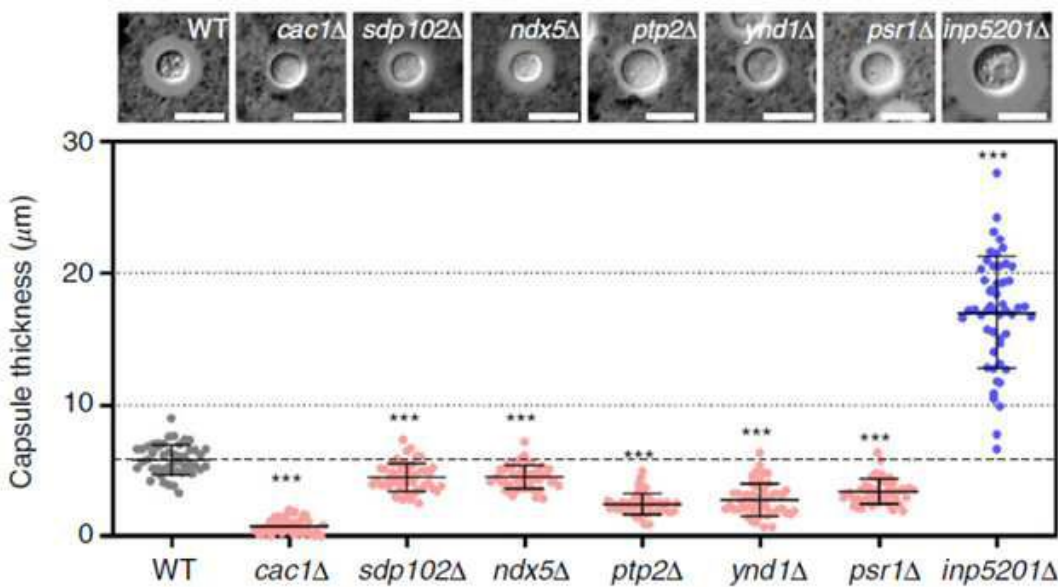 WT cac1Δ sdp102Δ ndx5Δ ptp2Δ ynd1Δ psr1Δ inp5201Δ
30
***
20
10
*** *** *** *** ***
***
0
Capsule thickness (μm)
WT cac1Δ sdp102Δ ndx5Δ ptp2Δ ynd1Δ psr1Δ inp5201Δ